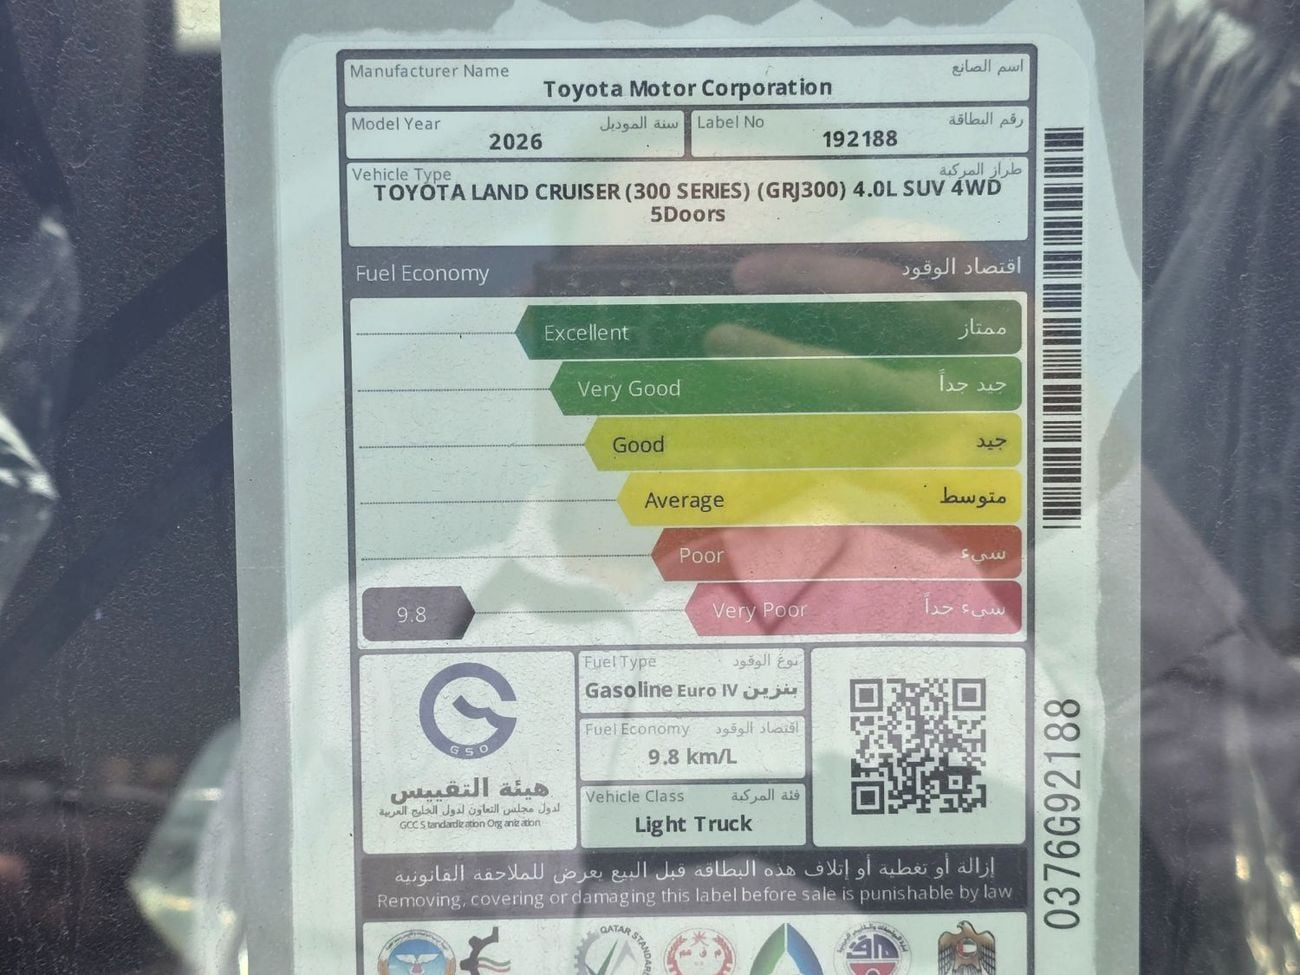 Manufacturer Name اسم الصانع
Toyota Motor Corporation
Model Year سنة الموديل
2026
Label No رقم البطاقة
192188
Vehicle Type طراز المركبة
TOYOTA LAND CRUISER (300 SERIES) (GRJ300) 4.0L SUV 4WD
5Doors
Fuel Economy اقتصاد الوقود
Excellent ممتاز
Very Good جيد جداً
Good جيد
Average متوسط
Poor سيء
9.8 Very Poor سيء جداً
GSO
هيئة التقييس
لدول مجلس التعاون لدول الخليج العربية
GCC Standardization Organization
Fuel Type نوع الوقود
Gasoline Euro IV بنزين
Fuel Economy اقتصاد الوقود
9.8 km/L
Vehicle Class فئة المركبة
Light Truck
0376G92188
إزالة أو تغطية أو إتلاف هذه البطاقة قبل البيع يعرض للملاحقة القانونية
Removing, covering or damaging this label before sale is punishable by law
QATAR STANDARD